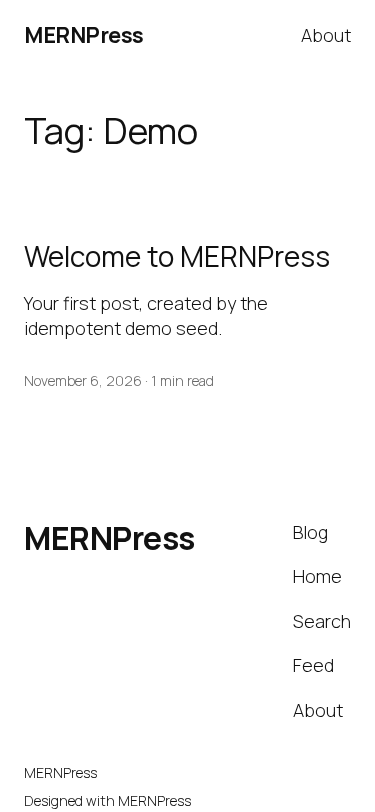 MERNPress
About
Tag: Demo
Welcome to MERNPress
Your first post, created by the
idempotent demo seed.
November 6, 2026 · 1 min read
MERNPress
Blog
Home
Search
Feed
About
MERNPress
Designed with MERNPress